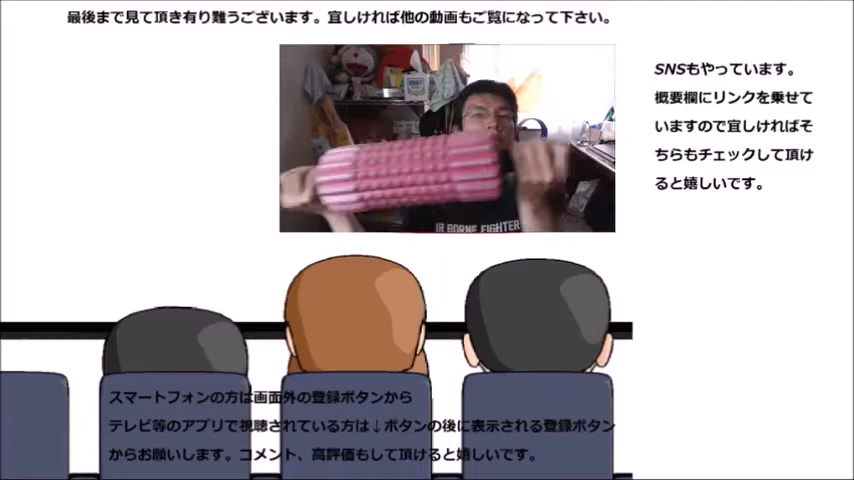 最後まで見て頂き有り難うございます。宜しければ他の動画もご覧になって下さい。
SNSもやっています。
概要欄にリンクを乗せて
いますので宜しければそ
ちらもチェックして頂け
ると嬉しいです。
BORNE FIGHTER
スマートフォンの方は画面外の登録ボタンから
テレビ等のアプリで視聴されている方は↓ボタンの後に表示される登録ボタン
からお願いします。コメント、高評価もして頂けると嬉しいです。